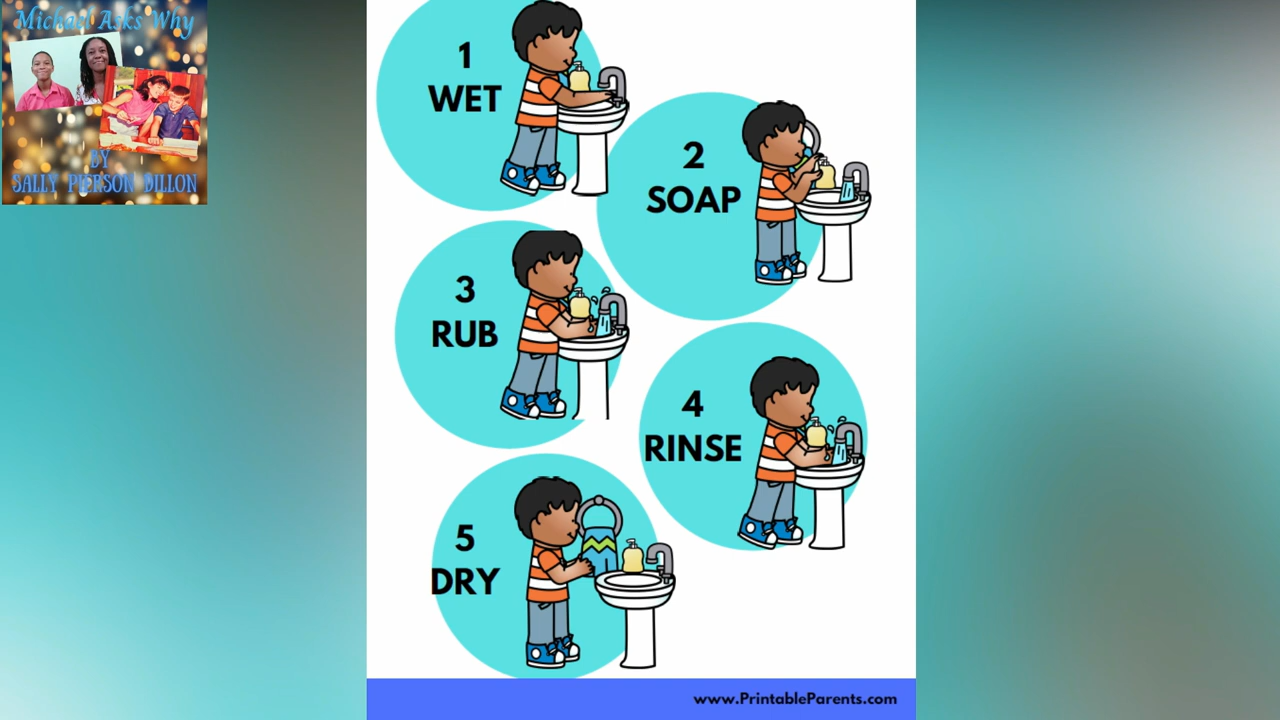 Michael Asks Why
BY
SALLY PIERSON DILLON
1
WET
2
SOAP
3
RUB
4
RINSE
5
DRY
www.PrintableParents.com